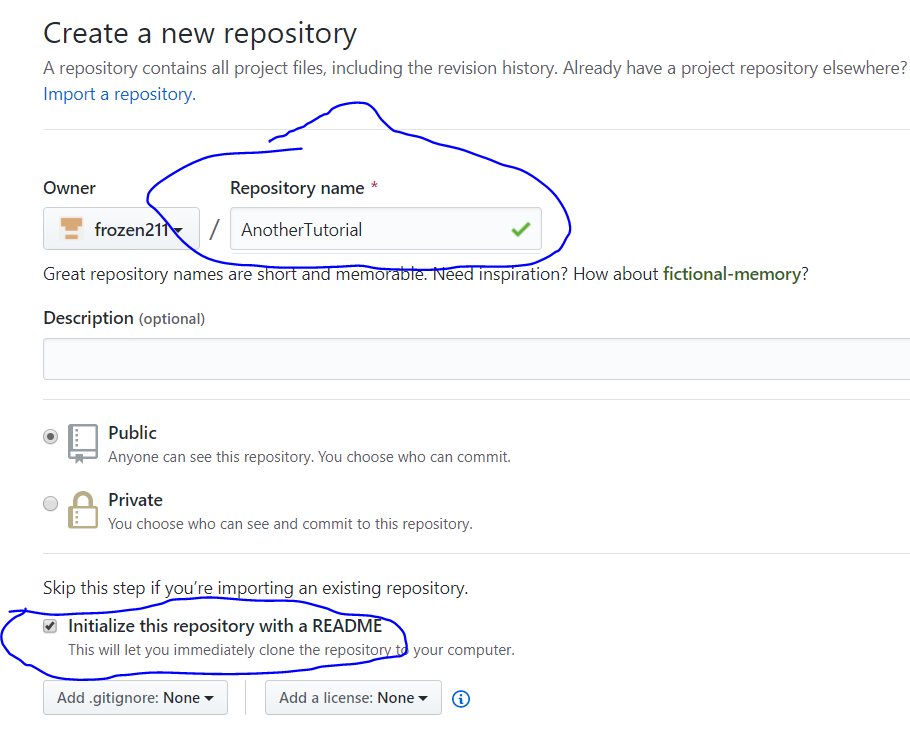 Create a new repository
A repository contains all project files, including the revision history. Already have a project repository elsewhere?
Import a repository.
Owner
Repository name *
frozen211 / AnotherTutorial
Great repository names are short and memorable. Need inspiration? How about fictional-memory?
Description (optional)
Public
Anyone can see this repository. You choose who can commit.
Private
You choose who can see and commit to this repository.
Skip this step if you’re importing an existing repository.
Initialize this repository with a README
This will let you immediately clone the repository to your computer.
Add .gitignore: None
Add a license: None